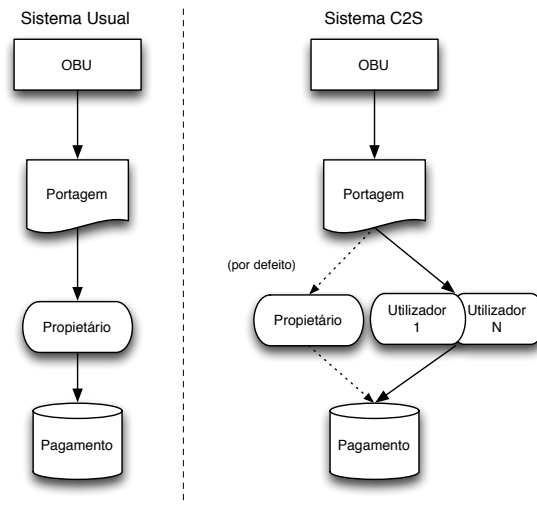 Sistema Usual
OBU
Portagem
Propietário
Pagamento
Sistema C2S
OBU
Portagem
(por defeito)
Propietário
Utilizador
1
Utilizador
N
Pagamento